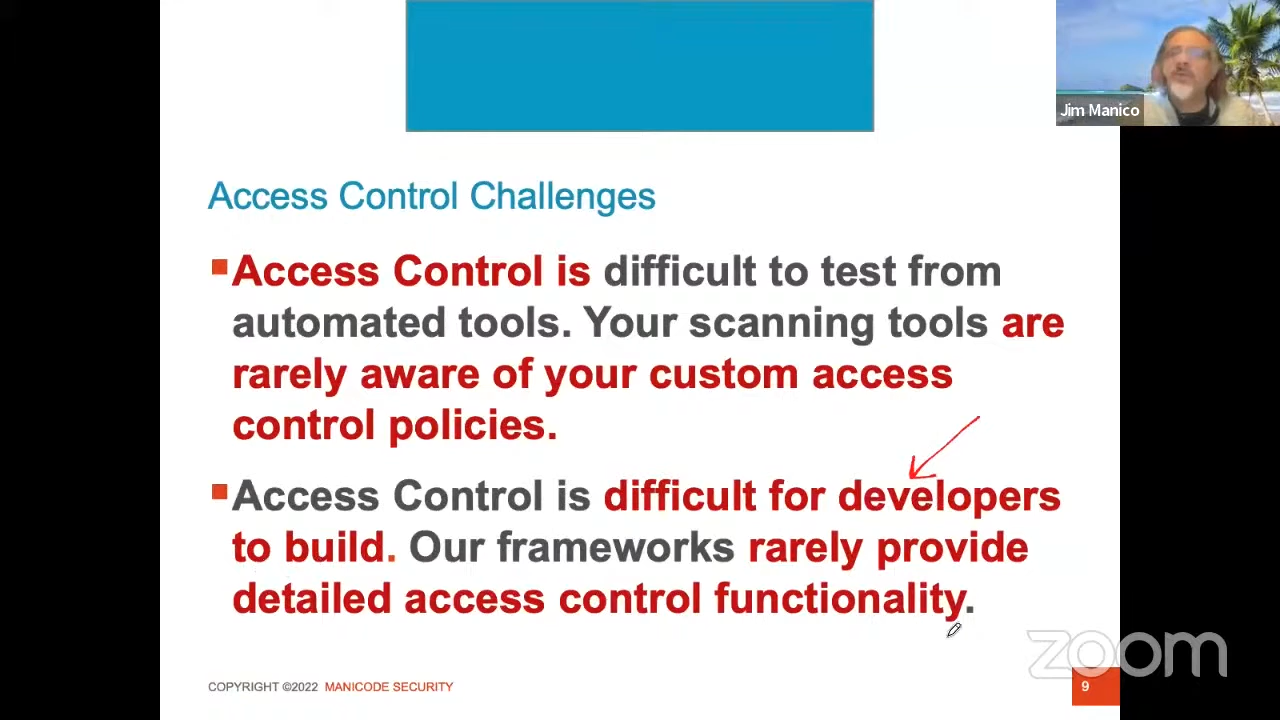 Jim Manico
Access Control Challenges
Access Control is difficult to test from
automated tools. Your scanning tools are
rarely aware of your custom access
control policies.
Access Control is difficult for developers
to build. Our frameworks rarely provide
detailed access control functionality.
zoom
COPYRIGHT ©2022 MANICODE SECURITY
9